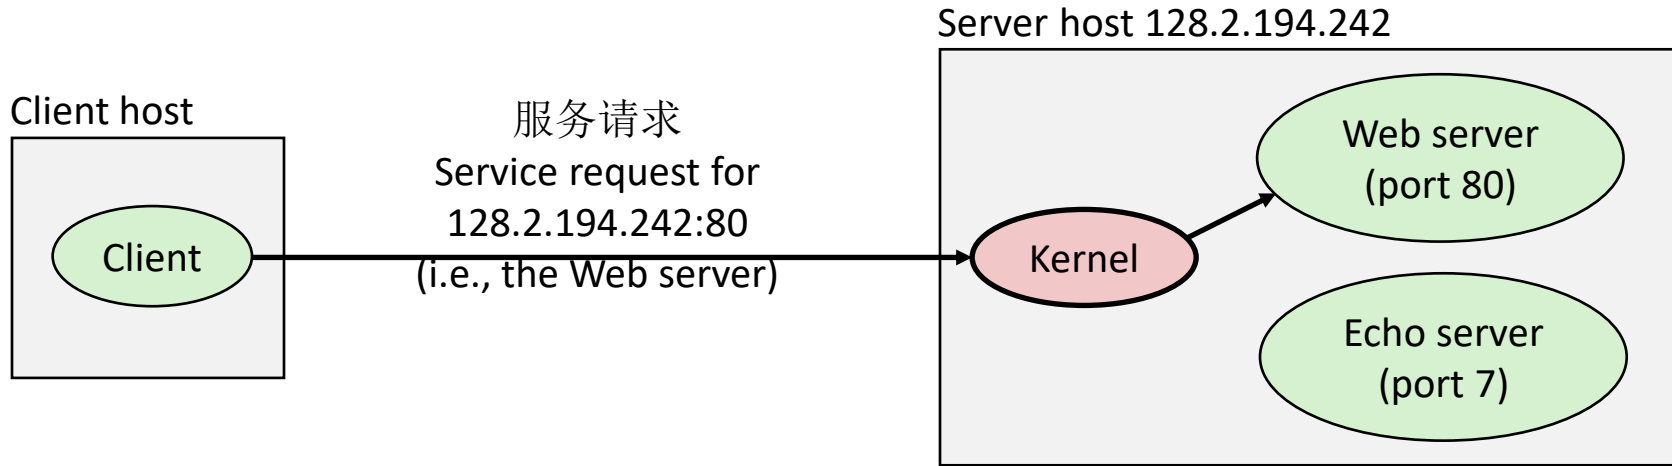 Server host 128.2.194.242
Client host
服务请求
Service request for
128.2.194.242:80
(i.e., the Web server)
Client
Kernel
Web server
(port 80)
Echo server
(port 7)